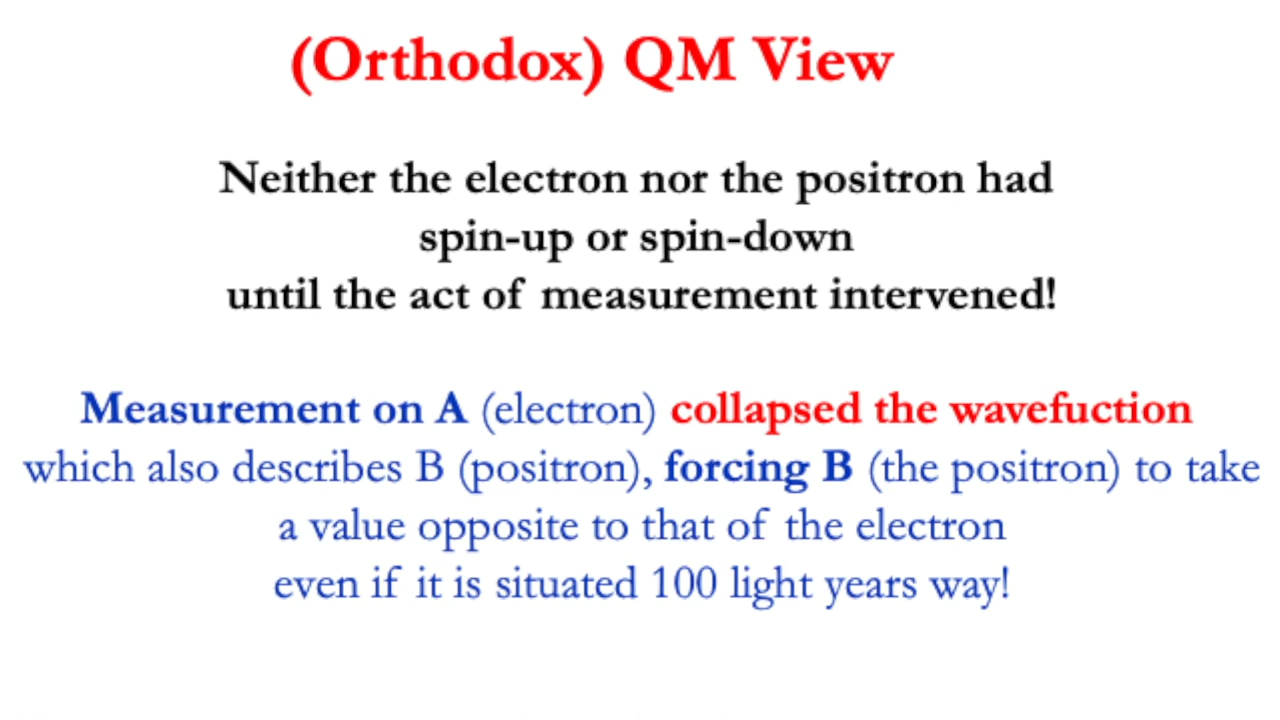 (Orthodox) QM View
Neither the electron nor the positron had
spin-up or spin-down
until the act of measurement intervened!
Measurement on A (electron) collapsed the wavefuction
which also describes B (positron), forcing B (the positron) to take
a value opposite to that of the electron
even if it is situated 100 light years way!